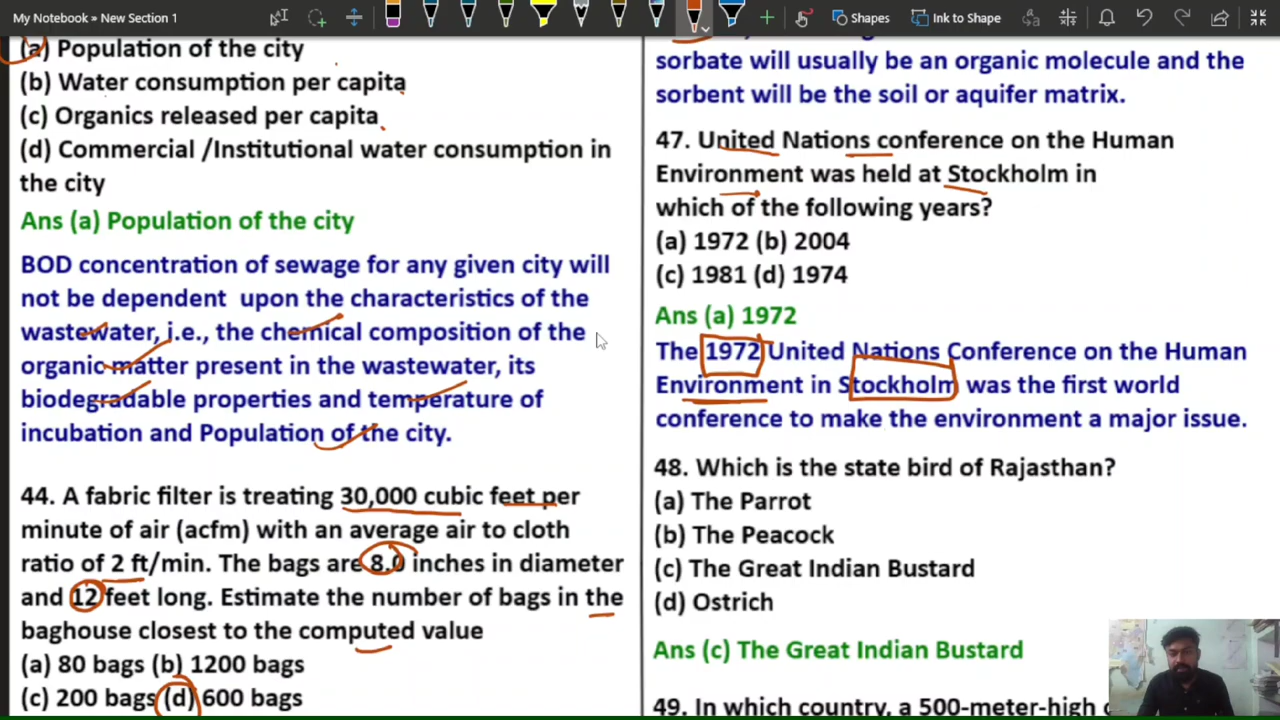 My Notebook » New Section 1
Shapes
Ink to Shape
(a) Population of the city
(b) Water consumption per capita
(c) Organics released per capita
(d) Commercial /Institutional water consumption in
the city
Ans (a) Population of the city
BOD concentration of sewage for any given city will
not be dependent upon the characteristics of the
wastewater, i.e., the chemical composition of the
organic matter present in the wastewater, its
biodegradable properties and temperature of
incubation and Population of the city.
44. A fabric filter is treating 30,000 cubic feet per
minute of air (acfm) with an average air to cloth
ratio of 2 ft/min. The bags are 8.0 inches in diameter
and 12 feet long. Estimate the number of bags in the
baghouse closest to the computed value
(a) 80 bags (b) 1200 bags
(c) 200 bags (d) 600 bags
sorbate will usually be an organic molecule and the
sorbent will be the soil or aquifer matrix.
47. United Nations conference on the Human
Environment was held at Stockholm in
which of the following years?
(a) 1972 (b) 2004
(c) 1981 (d) 1974
Ans (a) 1972
The 1972 United Nations Conference on the Human
Environment in Stockholm was the first world
conference to make the environment a major issue.
48. Which is the state bird of Rajasthan?
(a) The Parrot
(b) The Peacock
(c) The Great Indian Bustard
(d) Ostrich
Ans (c) The Great Indian Bustard
49. In which country, a 500-meter-high